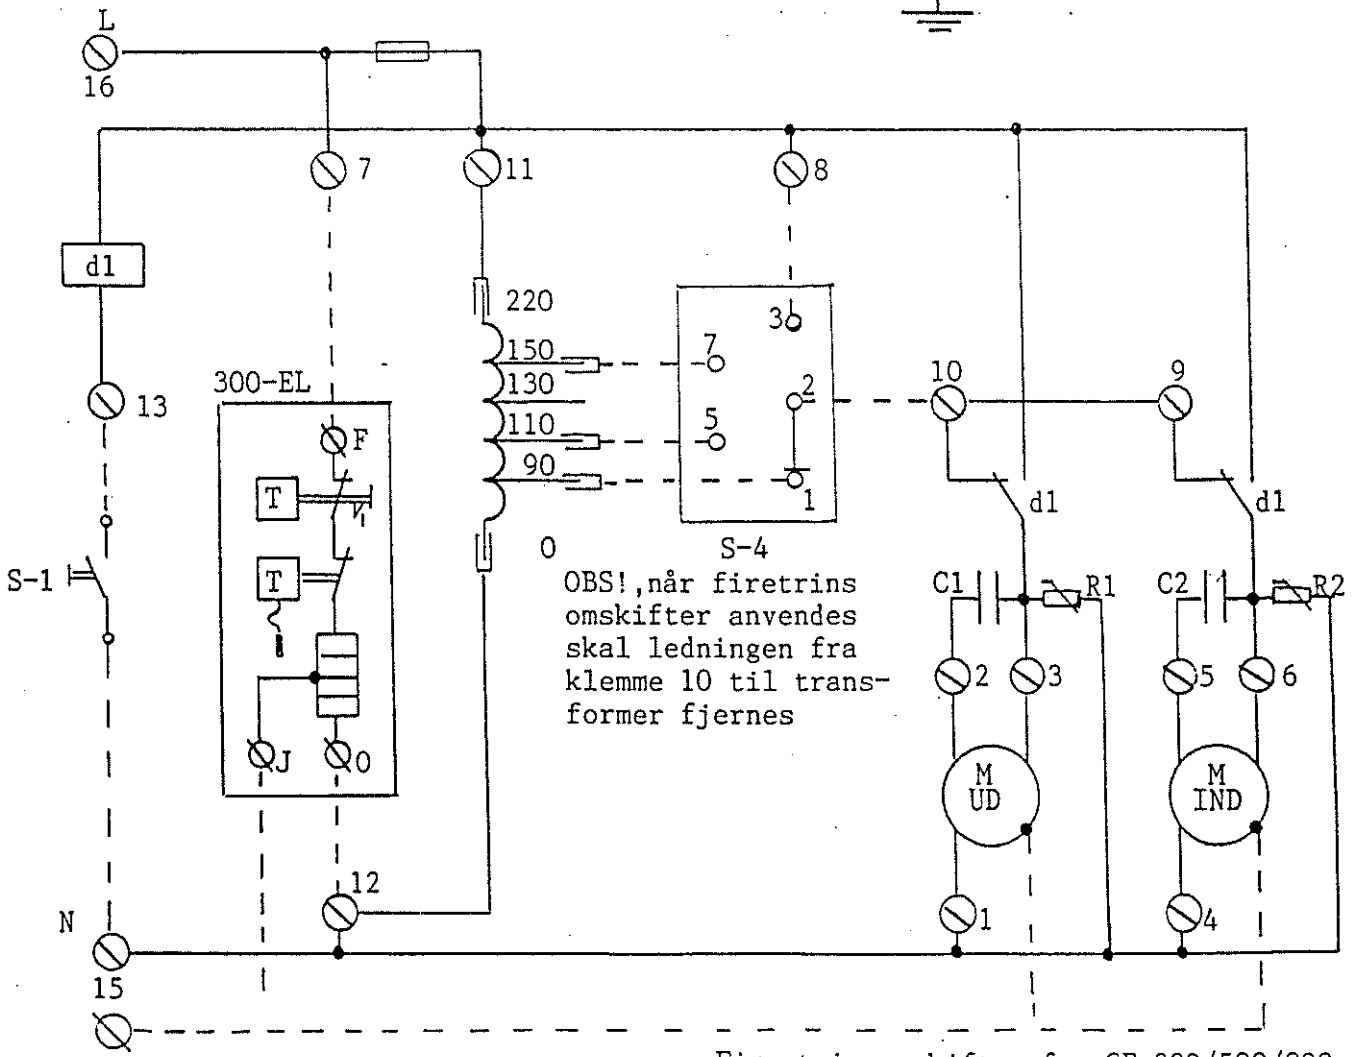 L
16
7
11
8
d1
220
150
130
110
90
0
13
300-EL
F
T
T
J
O
S-1
3
7
2
5
1
S-4
OBS!,når firetrins
omskifter anvendes
skal ledningen fra
klemme 10 til trans-
former fjernes
10
9
d1
d1
C1
R1
C2
R2
2
3
5
6
M
UD
M
IND
12
1
4
N
15